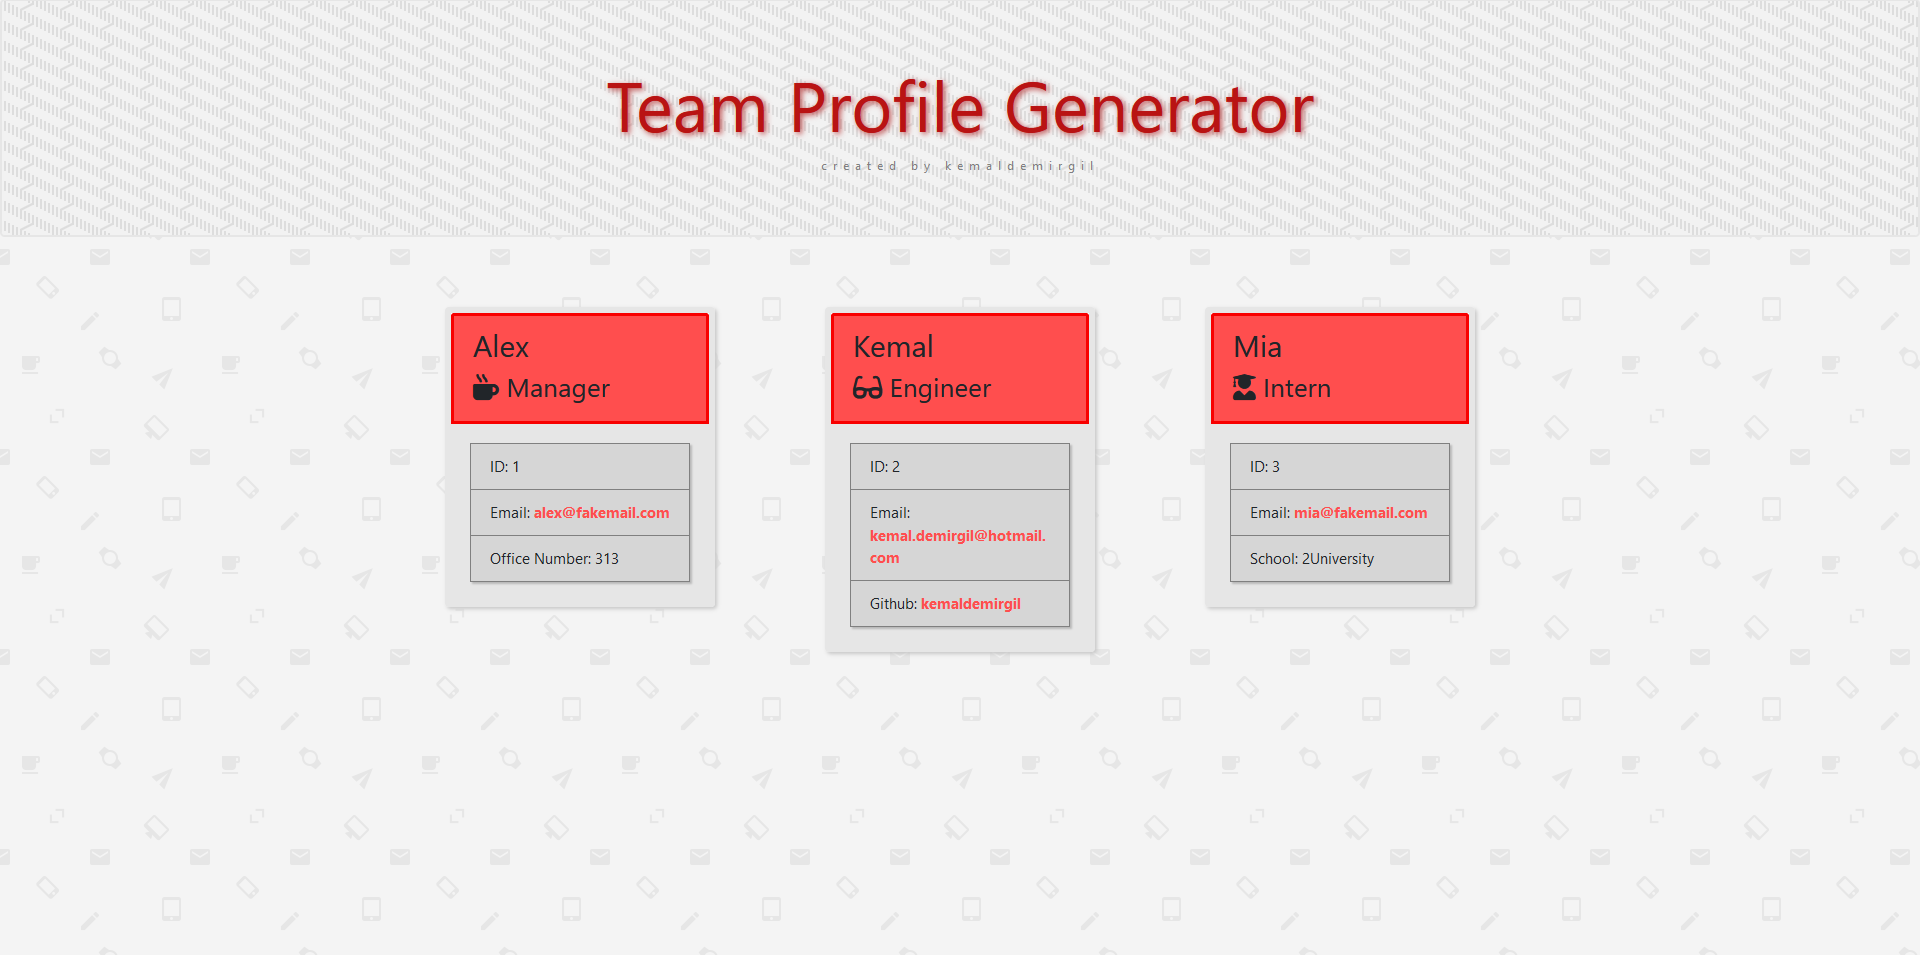 Team Profile Generator
created by kemaldemirgil
Alex
Manager
ID: 1
Email: alex@fakemail.com
Office Number: 313
Kemal
Engineer
ID: 2
Email:
kemal.demirgil@hotmail.
com
Github: kemaldemirgil
Mia
Intern
ID: 3
Email: mia@fakemail.com
School: 2University